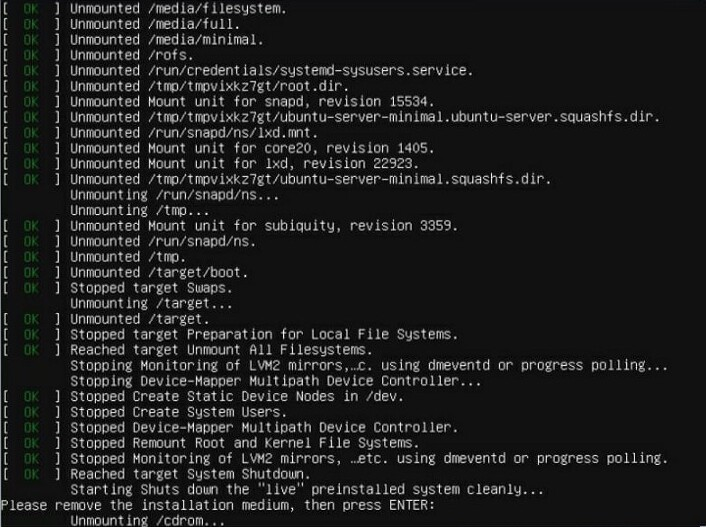 [  OK  ] Unmounted /media/filesystem.
[  OK  ] Unmounted /media/full.
[  OK  ] Unmounted /media/minimal.
[  OK  ] Unmounted /rofs.
[  OK  ] Unmounted /run/credentials/systemd-sysusers.service.
[  OK  ] Unmounted /tmp/tmpvixkz7gt/root.dir.
[  OK  ] Unmounted Mount unit for snapd, revision 15534.
[  OK  ] Unmounted /tmp/tmpvixkz7gt/ubuntu-server-minimal.ubuntu-server.squashfs.dir.
[  OK  ] Unmounted /run/snapd/ns/lxd.mnt.
[  OK  ] Unmounted Mount unit for core20, revision 1405.
[  OK  ] Unmounted Mount unit for lxd, revision 22923.
[  OK  ] Unmounted /tmp/tmpvixkz7gt/ubuntu-server-minimal.squashfs.dir.
         Unmounting /run/snapd/ns...
         Unmounting /tmp...
[  OK  ] Unmounted Mount unit for subiquity, revision 3359.
[  OK  ] Unmounted /run/snapd/ns.
[  OK  ] Unmounted /tmp.
[  OK  ] Unmounted /target/boot.
[  OK  ] Stopped target Swaps.
         Unmounting /target...
[  OK  ] Unmounted /target.
[  OK  ] Stopped target Preparation for Local File Systems.
[  OK  ] Reached target Unmount All Filesystems.
         Stopping Monitoring of LVM2 mirrors,…c. using dmeventd or progress polling...
         Stopping Device-Mapper Multipath Device Controller...
[  OK  ] Stopped Create Static Device Nodes in /dev.
[  OK  ] Stopped Create System Users.
[  OK  ] Stopped Device-Mapper Multipath Device Controller.
[  OK  ] Stopped Remount Root and Kernel File Systems.
[  OK  ] Stopped Monitoring of LVM2 mirrors, …etc. using dmeventd or progress polling.
[  OK  ] Reached target System Shutdown.
         Starting Shuts down the "live" preinstalled system cleanly...
Please remove the installation medium, then press ENTER:
         Unmounting /cdrom...